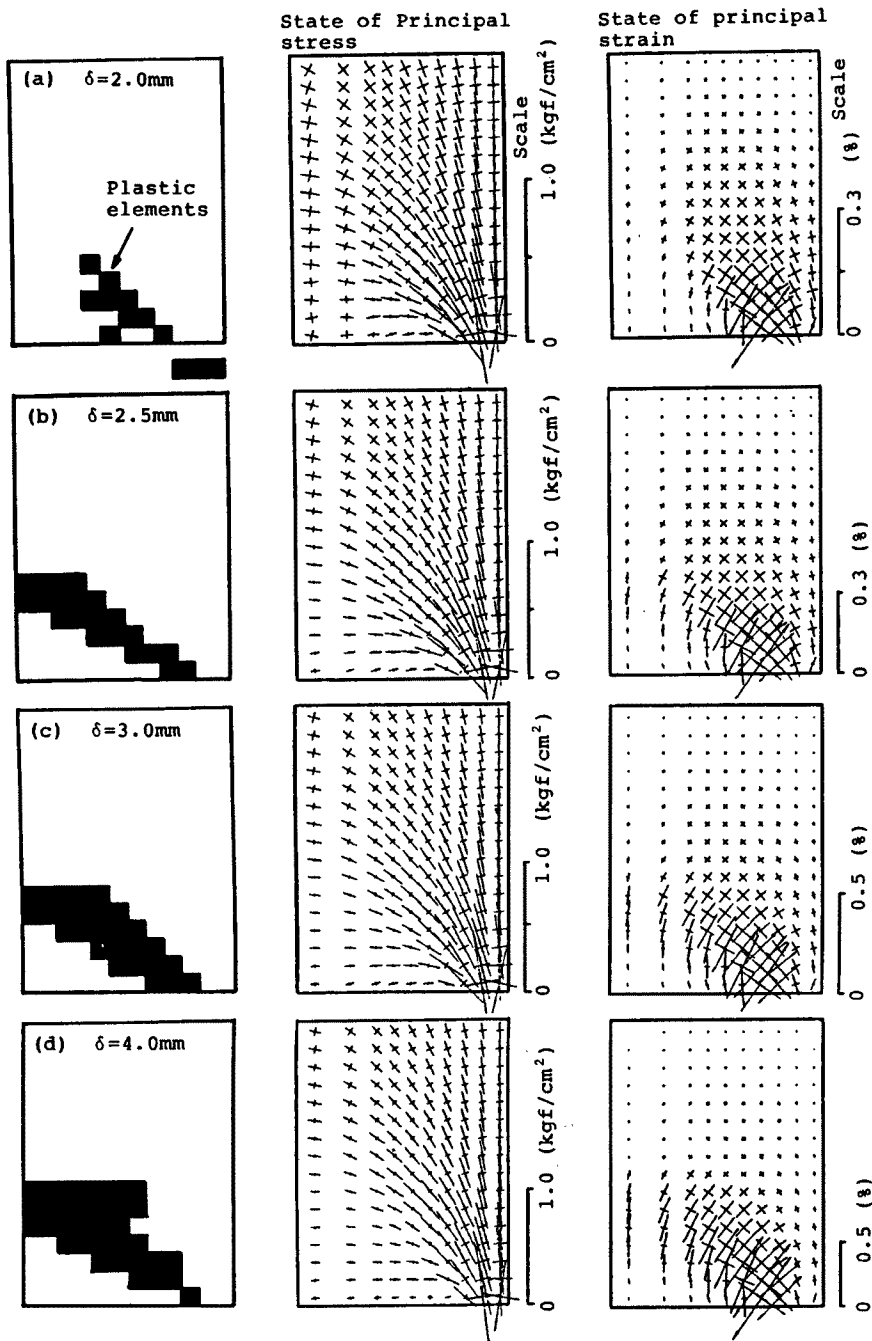 State of Principal
stress
State of principal
strain
(a) δ=2.0mm
Plastic
elements
Scale
0 1.0 (kgf/cm²)
Scale
0 0.3 (%)
(b) δ=2.5mm
0 1.0 (kgf/cm²)
0 0.3 (%)
(c) δ=3.0mm
0 1.0 (kgf/cm²)
0 0.5 (%)
(d) δ=4.0mm
0 1.0 (kgf/cm²)
0 0.5 (%)